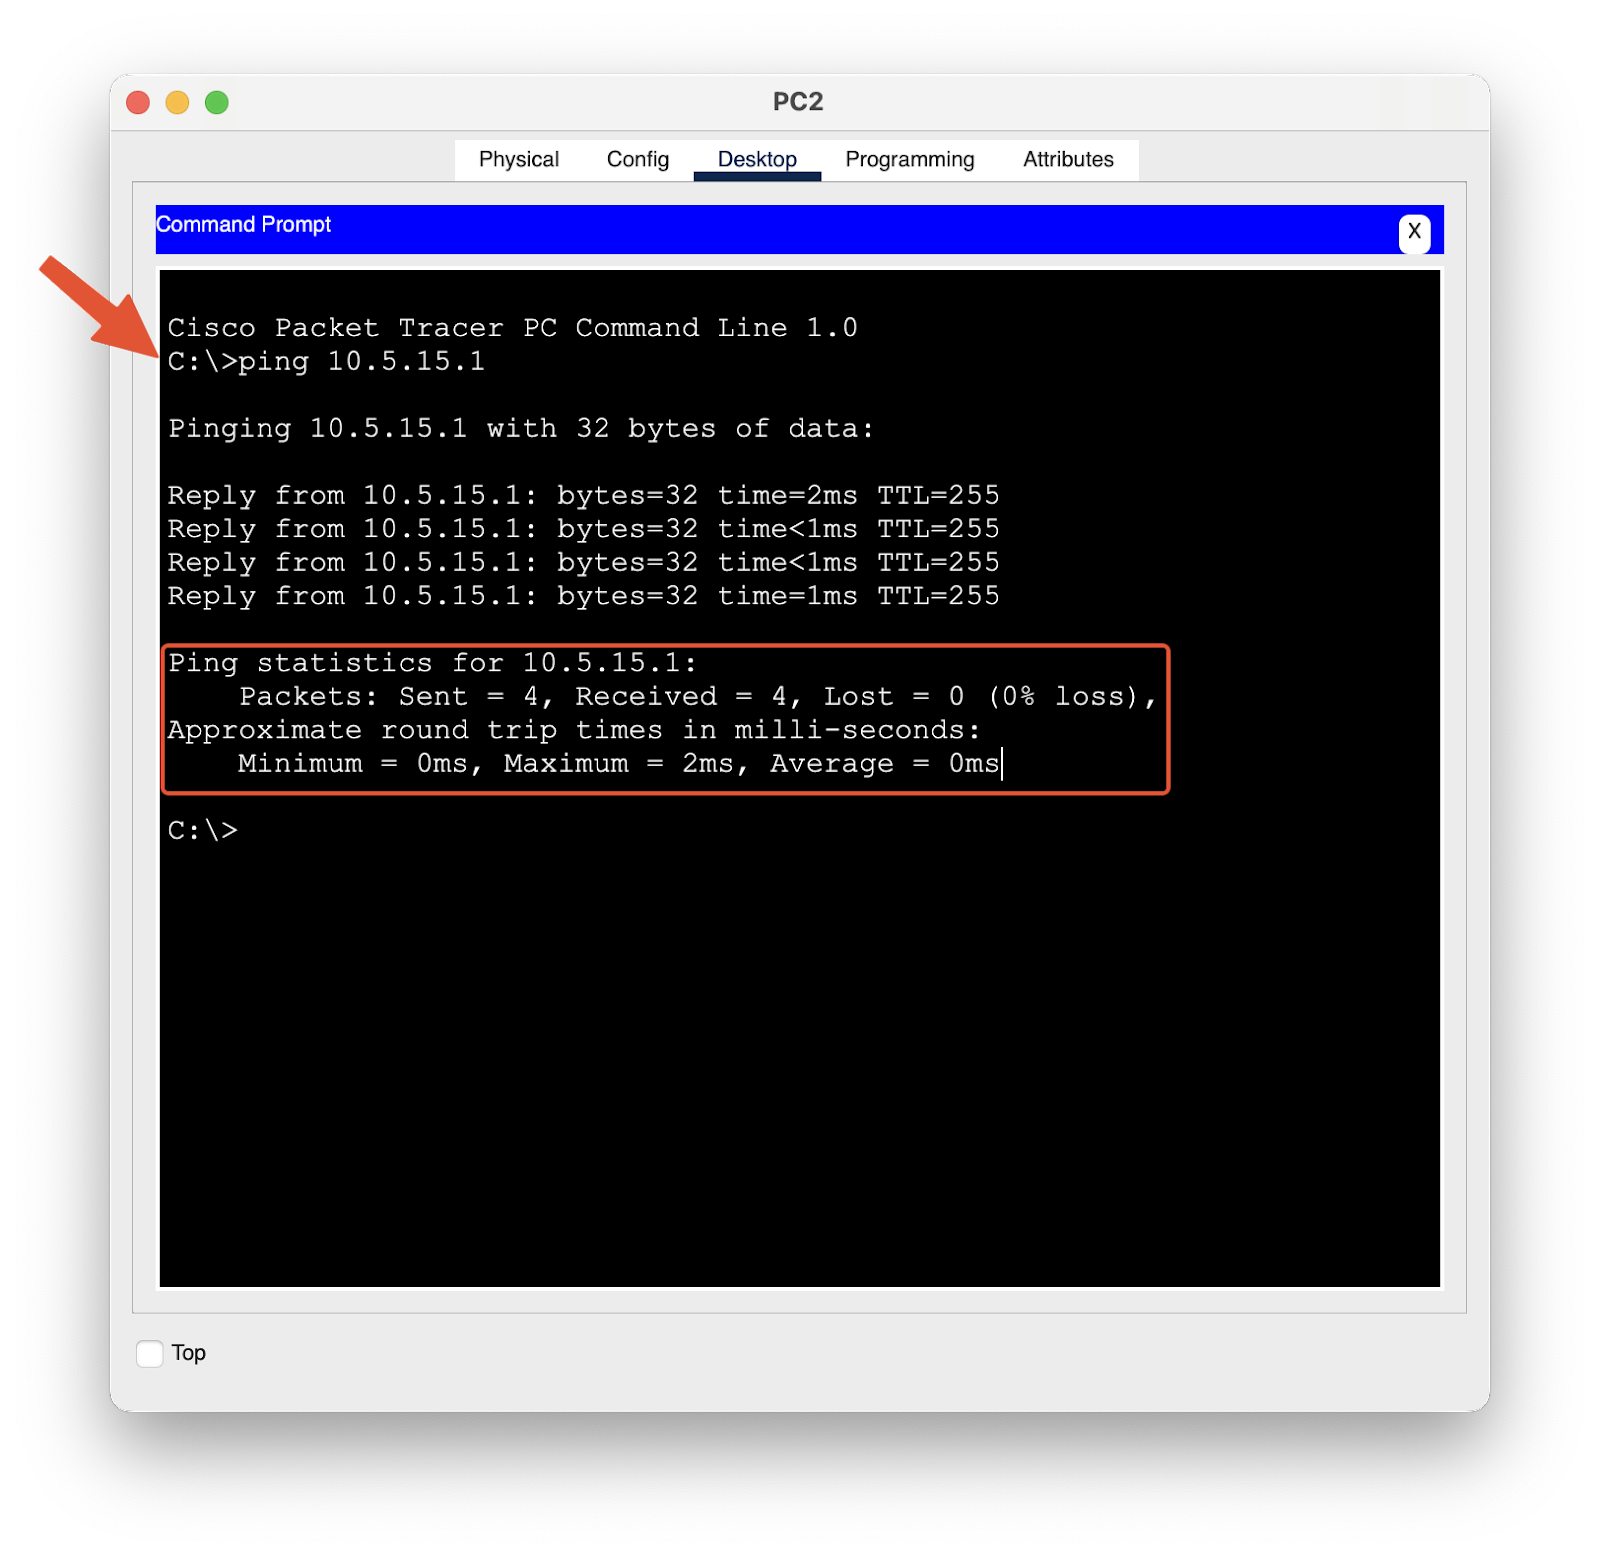 PC2
Physical Config Desktop Programming Attributes
Command Prompt X
Cisco Packet Tracer PC Command Line 1.0
C:\>ping 10.5.15.1
Pinging 10.5.15.1 with 32 bytes of data:
Reply from 10.5.15.1: bytes=32 time=2ms TTL=255
Reply from 10.5.15.1: bytes=32 time<1ms TTL=255
Reply from 10.5.15.1: bytes=32 time<1ms TTL=255
Reply from 10.5.15.1: bytes=32 time=1ms TTL=255
Ping statistics for 10.5.15.1:
    Packets: Sent = 4, Received = 4, Lost = 0 (0% loss),
Approximate round trip times in milli-seconds:
    Minimum = 0ms, Maximum = 2ms, Average = 0ms
C:\>
Top